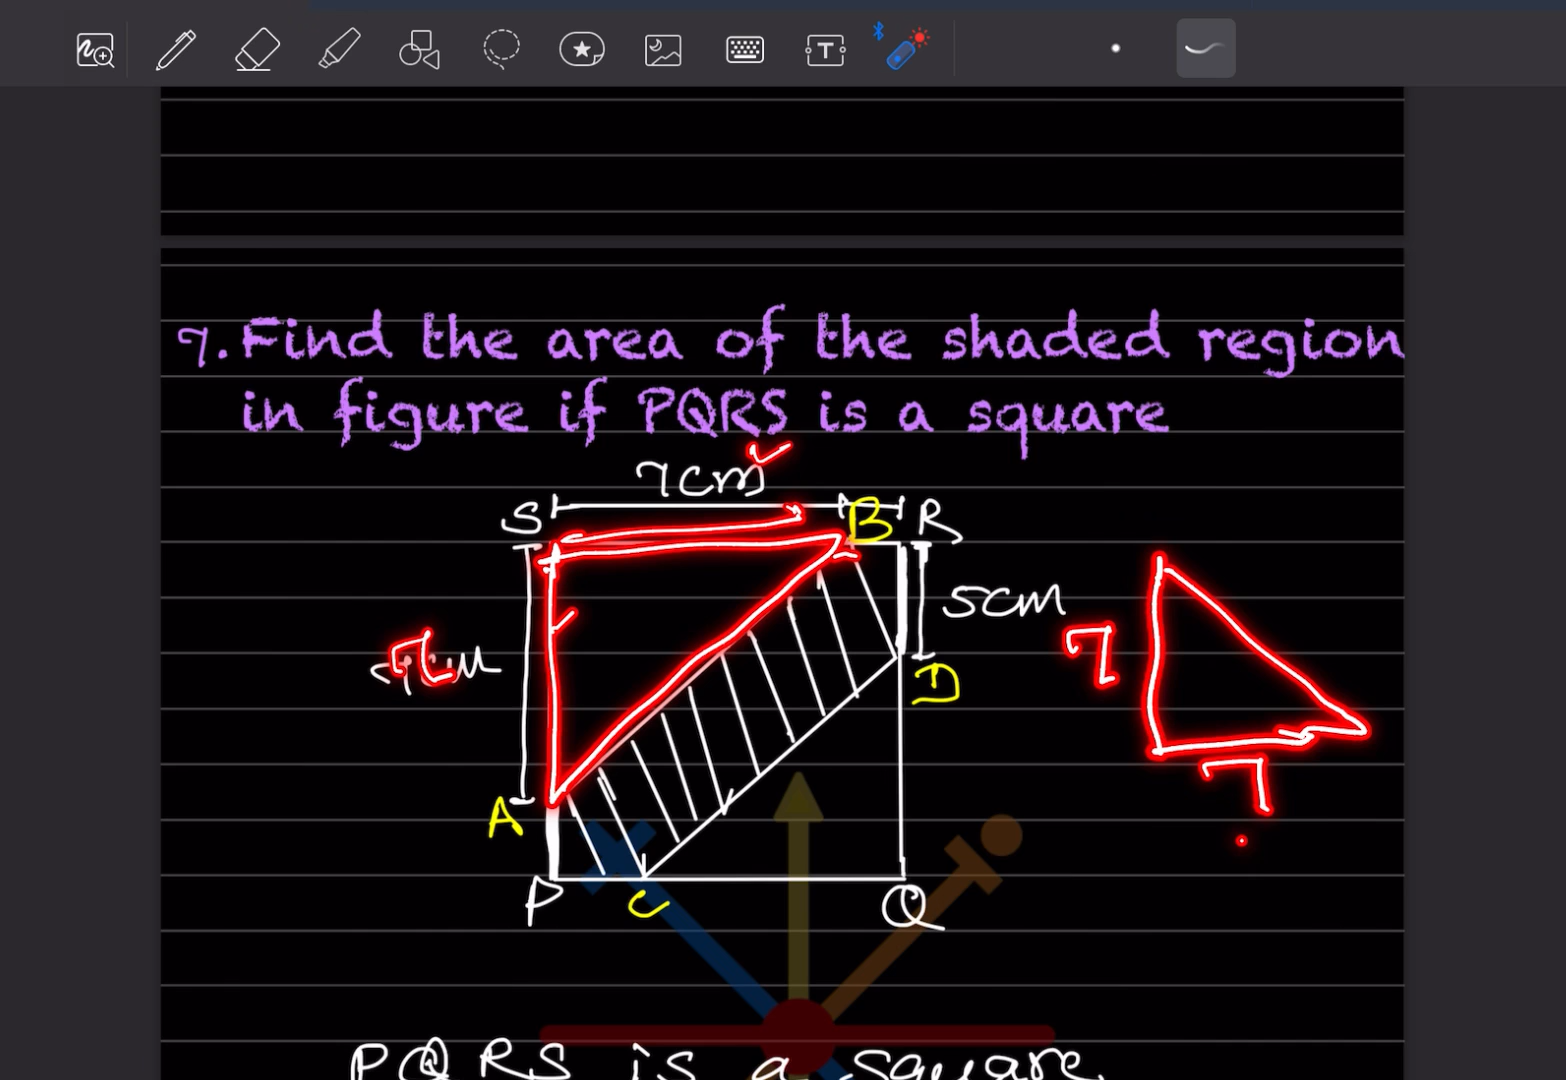 7. Find the area of the shaded region
in figure if PQRS is a square
7cm
S B R
5cm
7
D
7
A
P C Q
PQRS is a square